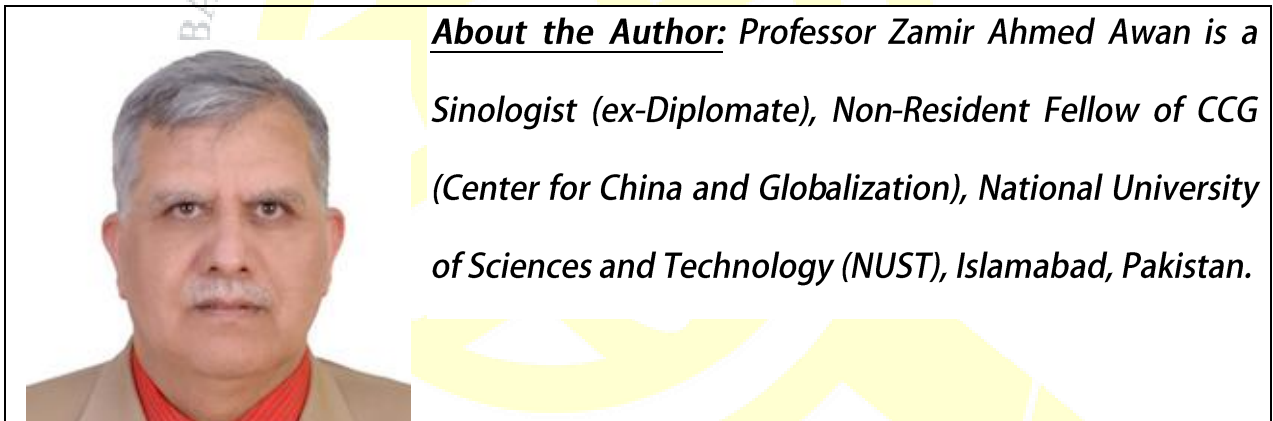 About the Author: Professor Zamir Ahmed Awan is a
Sinologist (ex-Diplomate), Non-Resident Fellow of CCG
(Center for China and Globalization), National University
of Sciences and Technology (NUST), Islamabad, Pakistan.